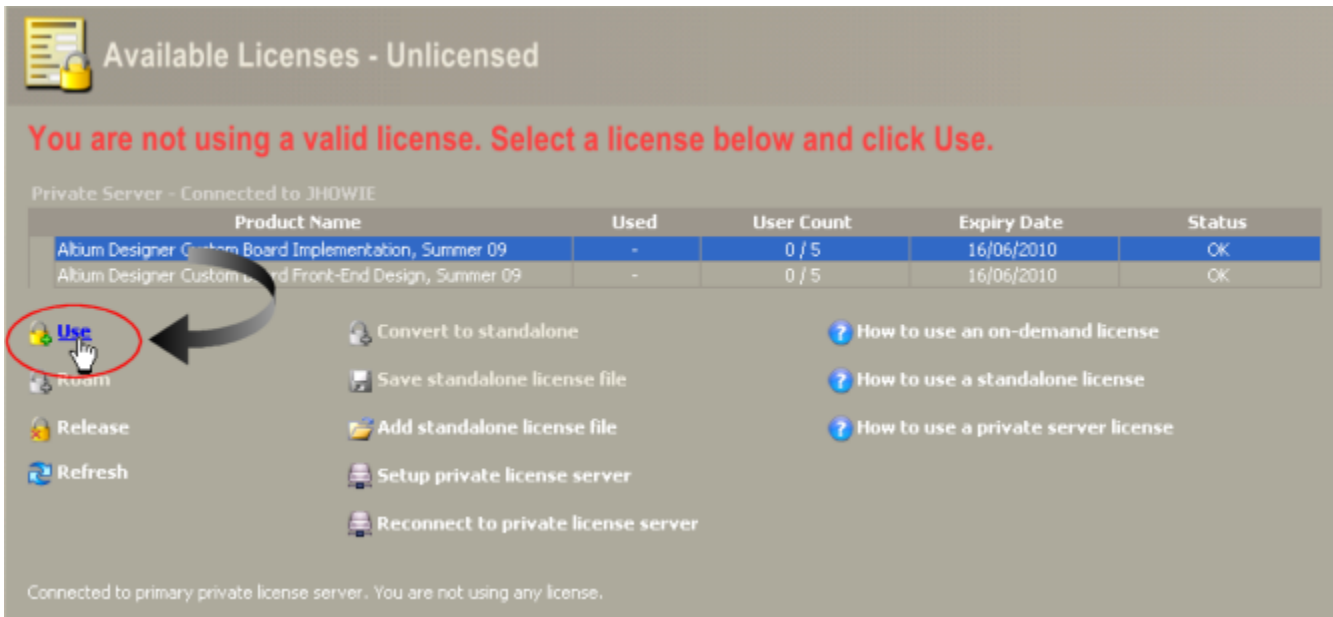 Available Licenses - Unlicensed
You are not using a valid license. Select a license below and click Use.
Private Server - Connected to JHOWIE
Product Name Used User Count Expiry Date Status
Altium Designer Custom Board Implementation, Summer 09 - 0 / 5 16/06/2010 OK
Altium Designer Custom Board Front-End Design, Summer 09 - 0 / 5 16/06/2010 OK
Use Convert to standalone How to use an on-demand license
Roam Save standalone license file How to use a standalone license
Release Add standalone license file How to use a private server license
Refresh Setup private license server
Reconnect to private license server
Connected to primary private license server. You are not using any license.